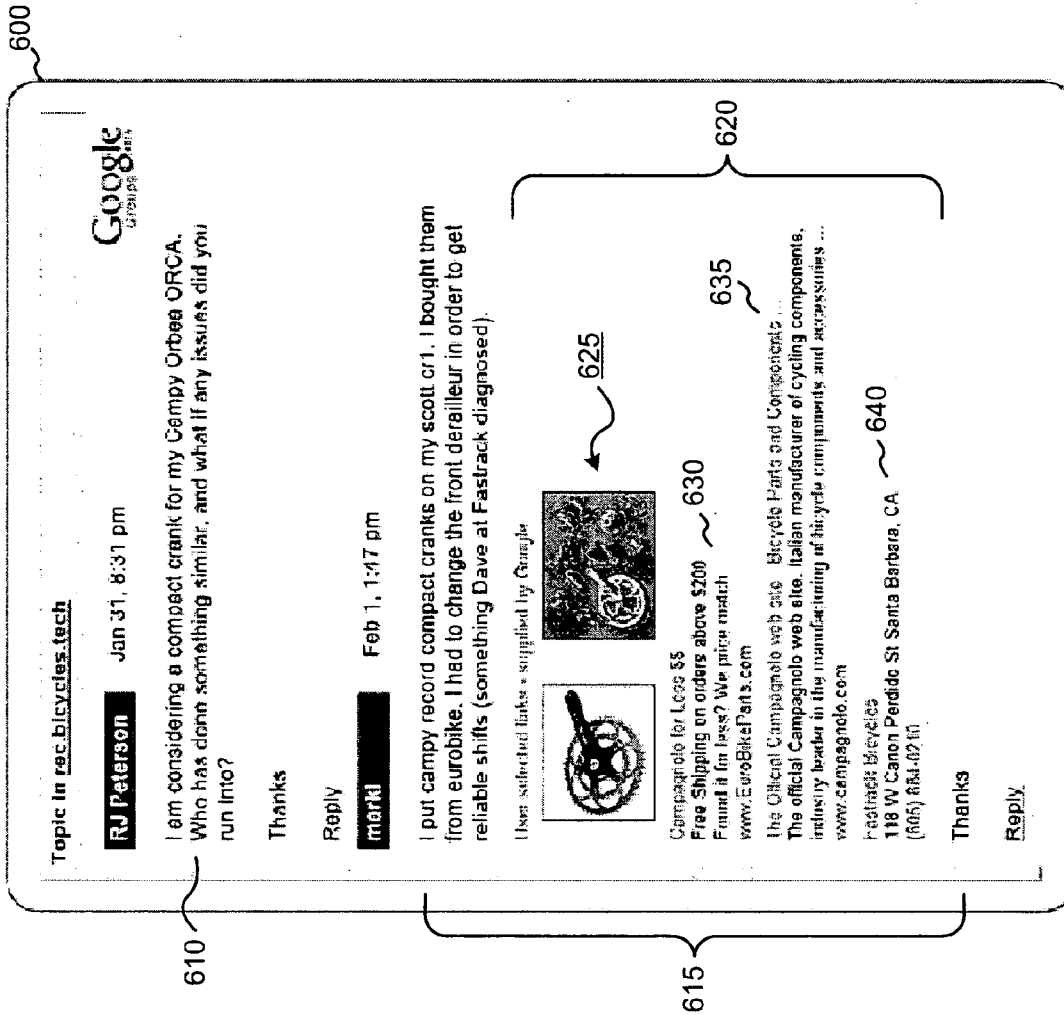 600
Topic in rec.bicycles.tech
Google
Groups
RJ Peterson Jan 31, 8:31 pm
I am considering a compact crank for my Campy Orbea ORCA.
Who has done something similar, and what if any issues did you
run into?
610
Thanks
Reply
markl Feb 1, 1:47 pm
I put campy record compact cranks on my scott cr1. I bought them
from eurobike. I had to change the front derailleur in order to get
reliable shifts (something Dave at Fastrack diagnosed).
615
620
User selected links supplied by Google
625
Campagnolo for Less $$
Free Shipping on orders above $200
630
Found it for less? We price match
www.EuroBikeParts.com
The Official Campagnolo web site Bicycle Parts and Components ...
635
The official Campagnolo web site. Italian manufacturer of cycling components,
industry leader in the manufacturing of bicycle components and accessories ...
www.campagnolo.com
Fastrack Bicycles
118 W Canon Perdido St Santa Barbara, CA
640
Thanks
Reply